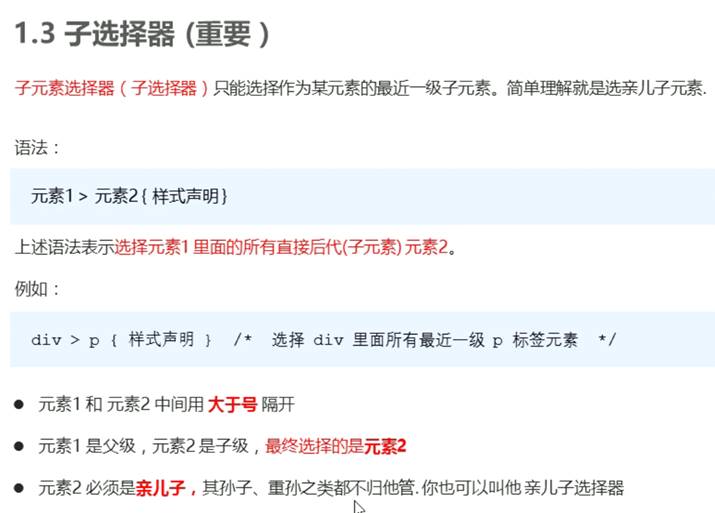 1.3 子选择器 (重要)
子元素选择器（子选择器）只能选择作为某元素的最近一级子元素。简单理解就是选亲儿子元素.
语法：
元素1 > 元素2 { 样式声明 }
上述语法表示选择元素1 里面的所有直接后代(子元素) 元素2。
例如：
div > p { 样式声明 }  /*  选择 div 里面所有最近一级 p 标签元素  */
● 元素1 和 元素2 中间用 大于号 隔开
● 元素1 是父级，元素2 是子级，最终选择的是元素2
● 元素2 必须是亲儿子，其孙子、重孙之类都不归他管. 你也可以叫他 亲儿子选择器